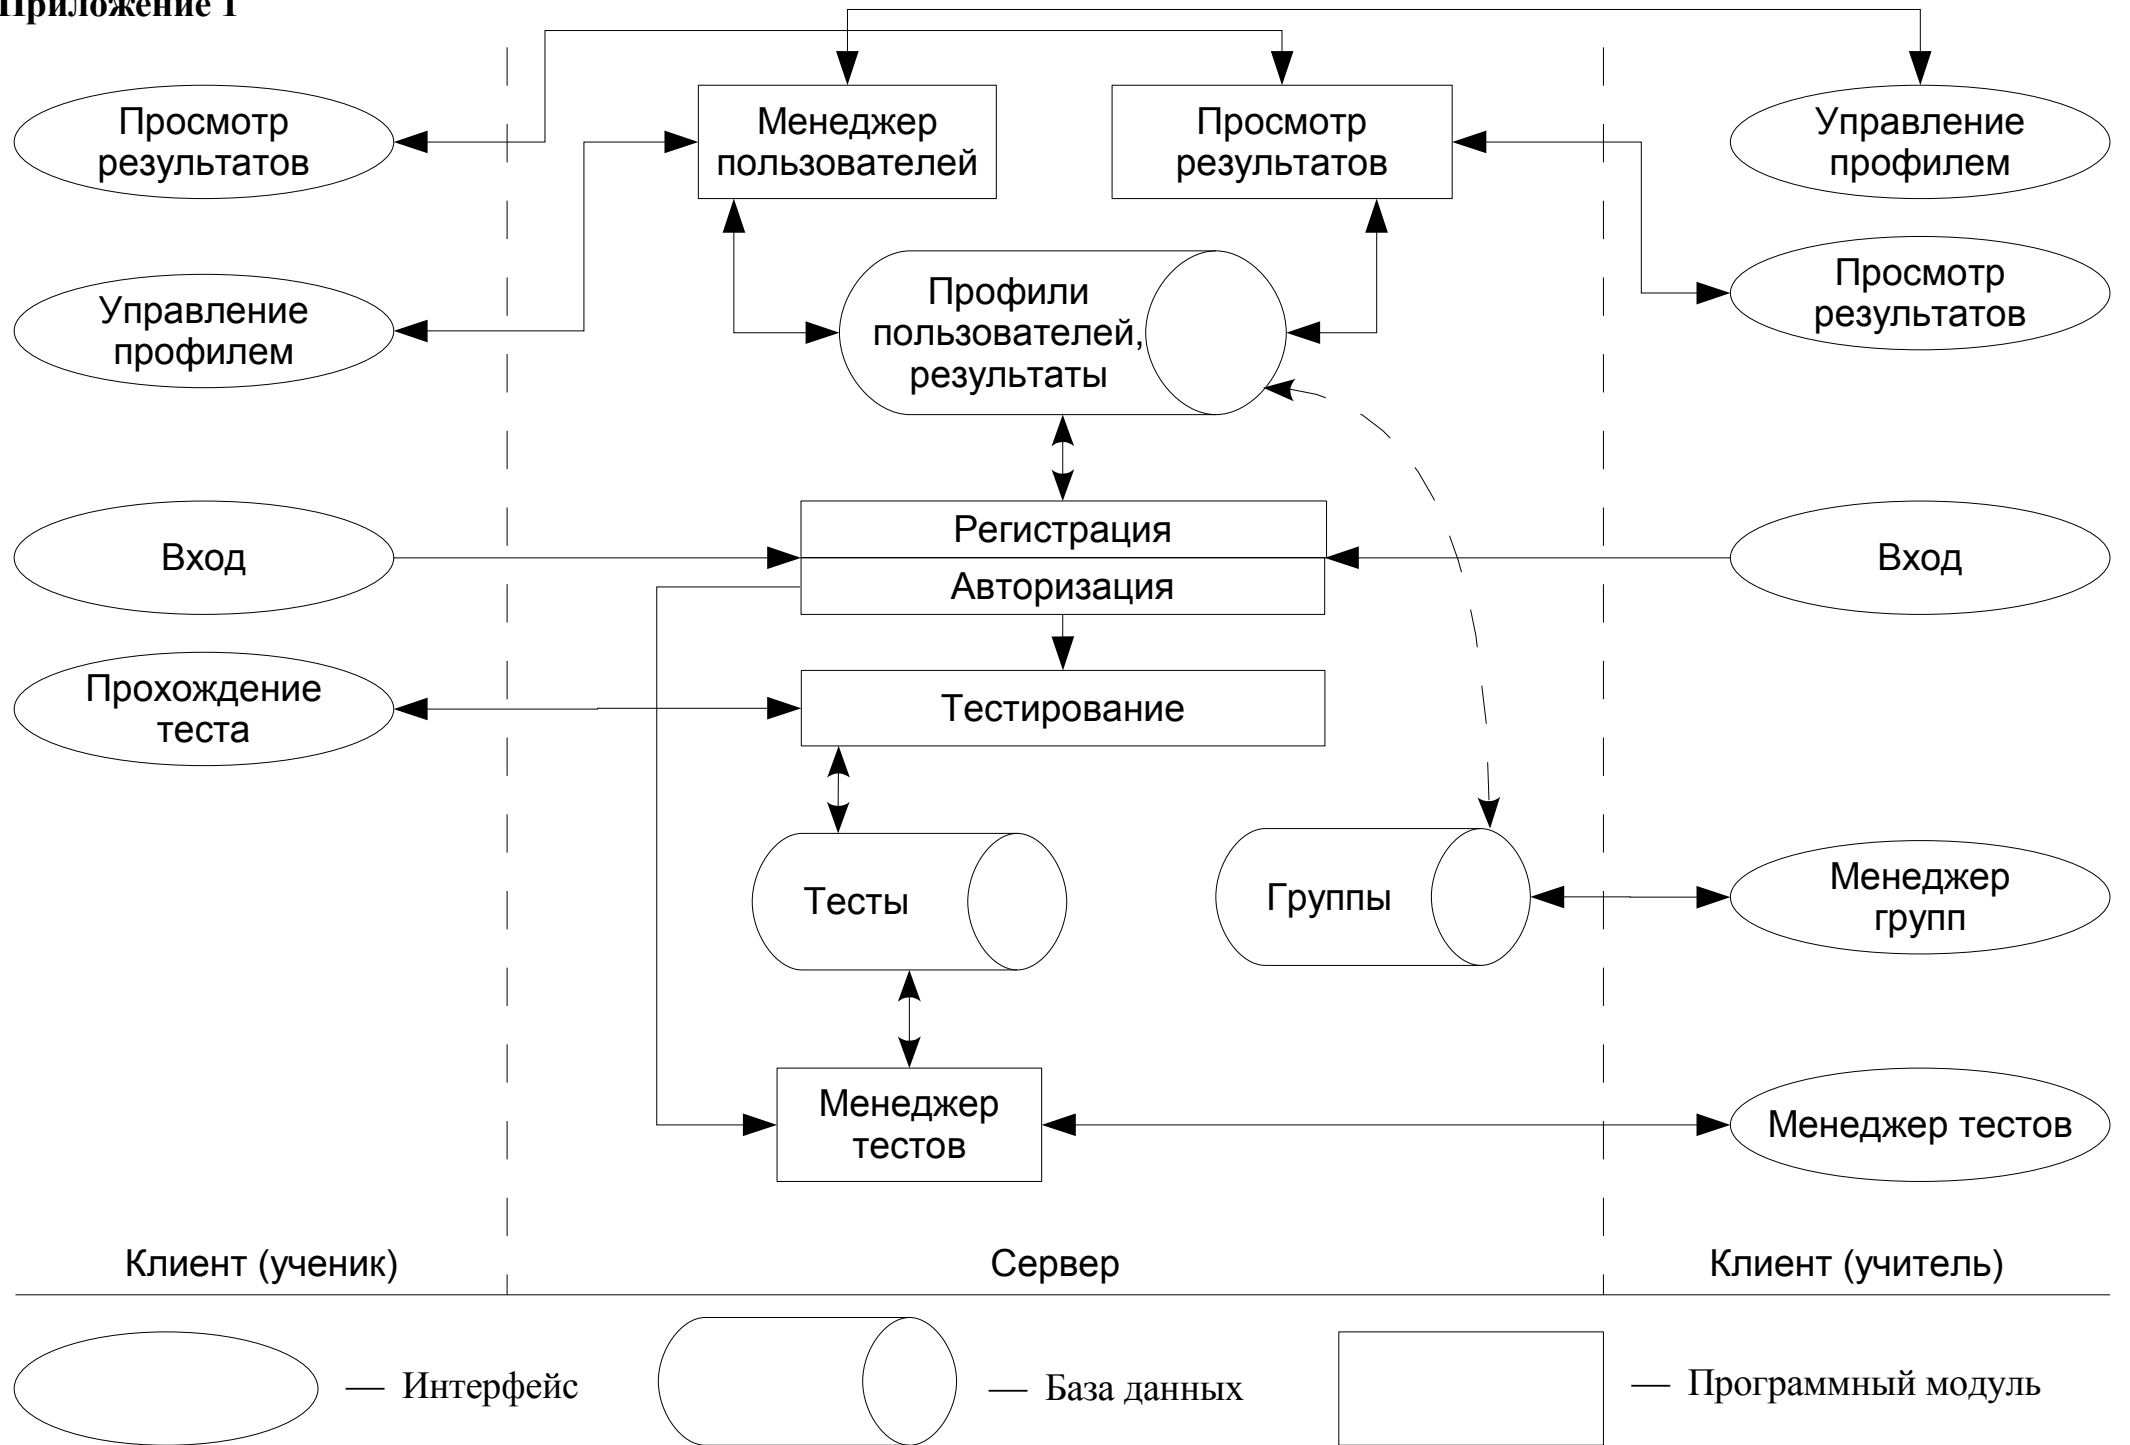 Приложение 1
Просмотр
результатов
Менеджер
пользователей
Просмотр
результатов
Управление
профилем
Управление
профилем
Профили
пользователей,
результаты
Просмотр
результатов
Вход
Регистрация
Авторизация
Вход
Прохождение
теста
Тестирование
Тесты
Группы
Менеджер
групп
Менеджер
тестов
Менеджер тестов
Клиент (ученик)
Сервер
Клиент (учитель)
— Интерфейс
— База данных
— Программный модуль